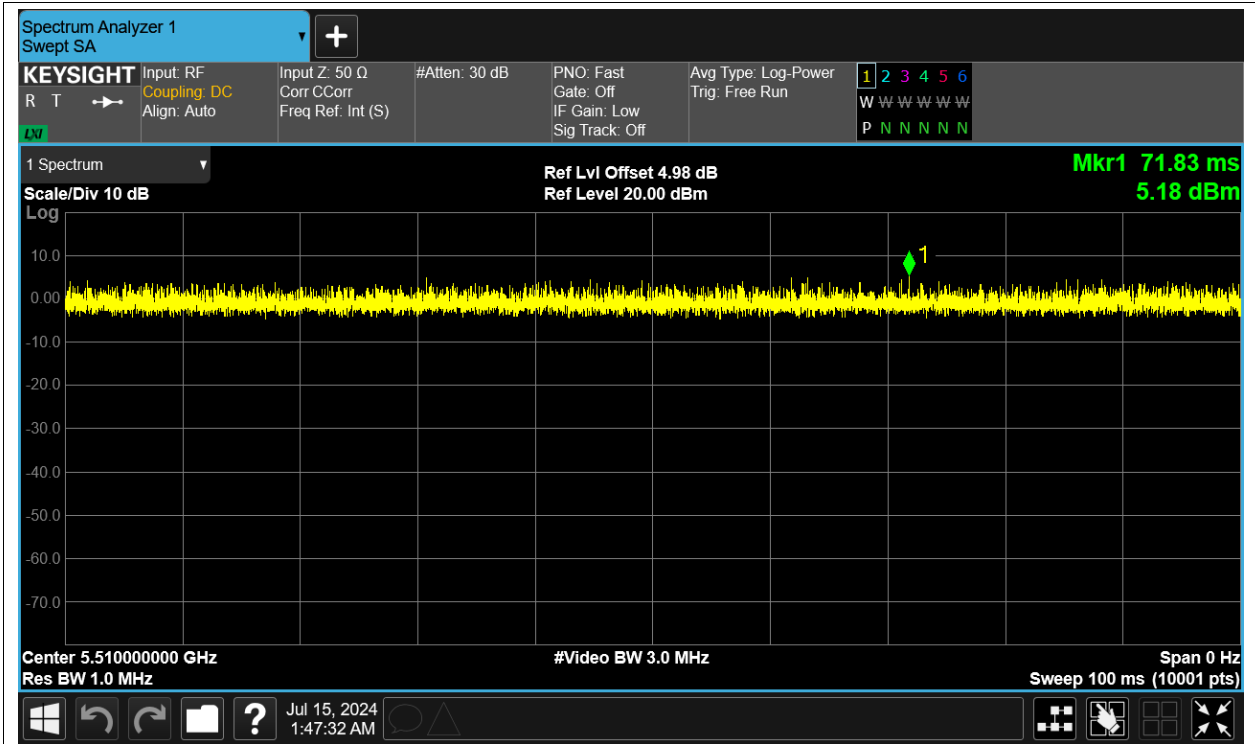 Spectrum Analyzer 1
Swept SA
KEYSIGHT
R T
LXI
Input: RF
Coupling: DC
Align: Auto
Input Z: 50 Ω
Corr CCorr
Freq Ref: Int (S)
#Atten: 30 dB
PNO: Fast
Gate: Off
IF Gain: Low
Sig Track: Off
Avg Type: Log-Power
Trig: Free Run
1 2 3 4 5 6
W W W W W W
P N N N N N
1 Spectrum
Scale/Div 10 dB
Ref Lvl Offset 4.98 dB
Ref Level 20.00 dBm
Mkr1 71.83 ms
5.18 dBm
Log
1
10.0
0.00
-10.0
-20.0
-30.0
-40.0
-50.0
-60.0
-70.0
Center 5.510000000 GHz
#Video BW 3.0 MHz
Span 0 Hz
Res BW 1.0 MHz
Sweep 100 ms (10001 pts)
?
Jul 15, 2024
1:47:32 AM